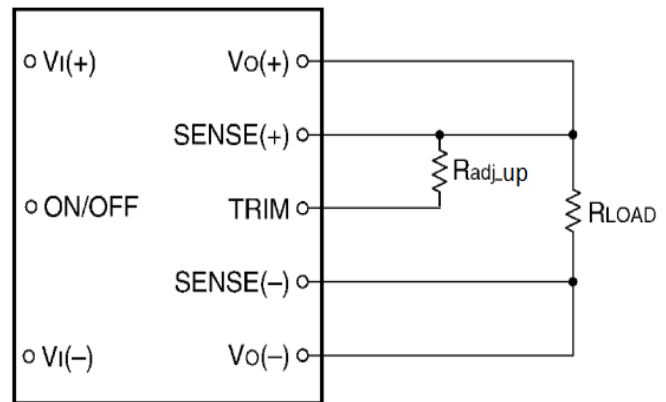 VI(+)
VO(+)
SENSE(+)
Radj_up
ON/OFF
TRIM
RLOAD
SENSE(–)
VI(–)
VO(–)